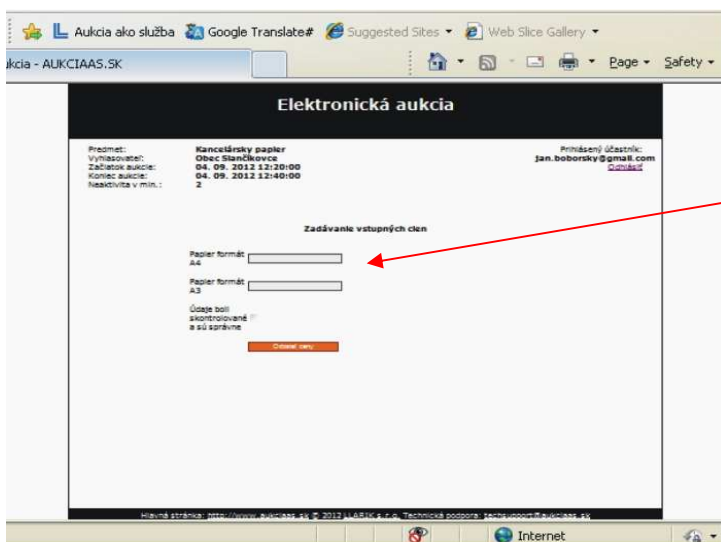 Aukcia ako služba Google Translate# Suggested Sites Web Slice Gallery
ukcia - AUKCIAAS.SK Page Safety
Elektronická aukcia
Predmet: Kancelársky papier Prihlásený účastník:
Vyhlasovateľ: Obec Slančíkovce jan.boborsky@gmail.com
Začiatok aukcie: 04. 09. 2012 12:20:00 Odhlásiť
Koniec aukcie: 04. 09. 2012 12:40:00
Neaktivita v min.: 2
Zadávanie vstupných cien
Papier formát
A4
Papier formát
A3
Údaje boli
skontrolované
a sú správne
Odoslať ceny
Hlavná stránka: http://www.aukciaas.sk © 2012 LLARIK s.r.o. Technická podpora: techsupport@aukciaas.sk
Internet